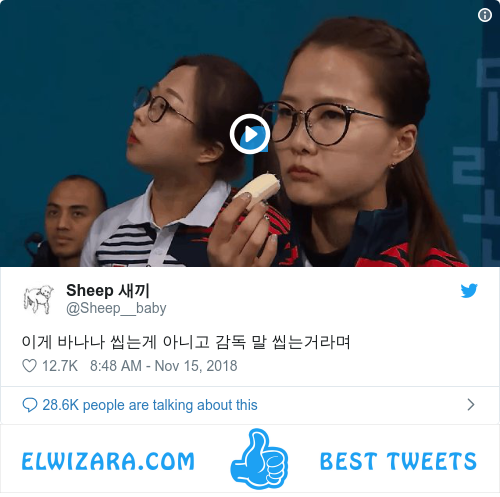 Sheep 새끼
@Sheep__baby
이게 바나나 씹는게 아니고 감독 말 씹는거라며
12.7K 8:48 AM - Nov 15, 2018
28.6K people are talking about this
ELWIZARA.COM BEST TWEETS